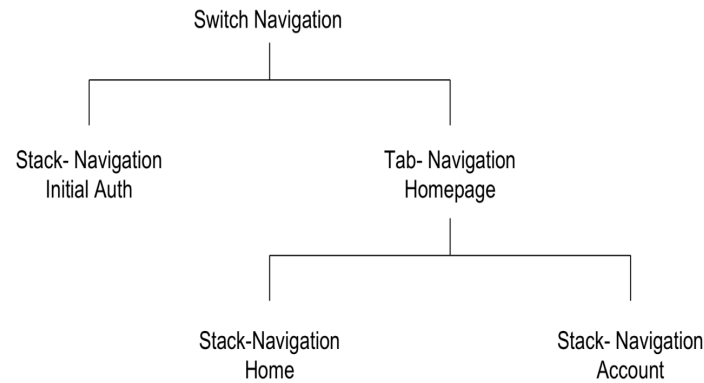 Switch Navigation
Stack- Navigation
Initial Auth
Tab- Navigation
Homepage
Stack-Navigation
Home
Stack- Navigation
Account